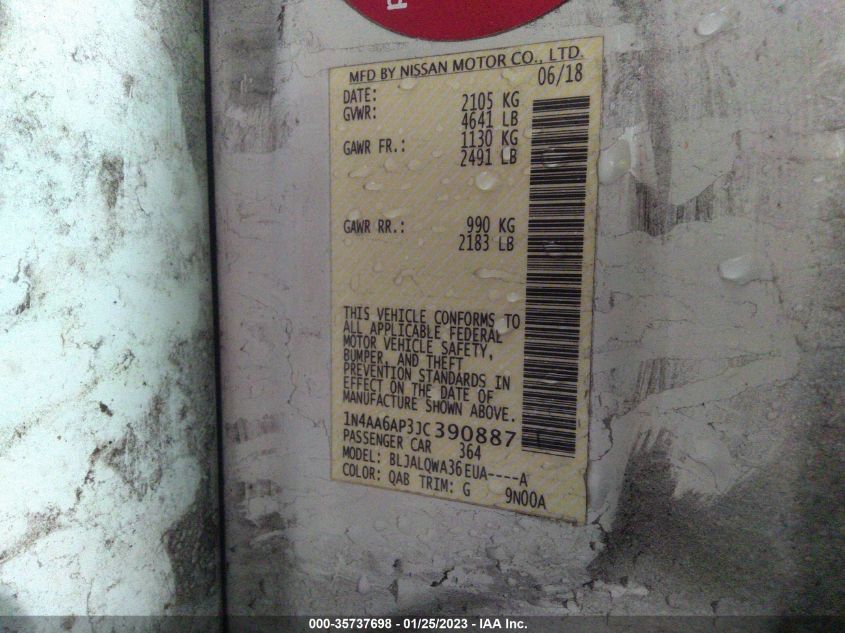 MFD BY NISSAN MOTOR CO., LTD.
DATE: 06/18
GVWR: 2105 KG
4641 LB
GAWR FR.: 1130 KG
2491 LB
GAWR RR.: 990 KG
2183 LB
THIS VEHICLE CONFORMS TO
ALL APPLICABLE FEDERAL
MOTOR VEHICLE SAFETY,
BUMPER, AND THEFT
PREVENTION STANDARDS IN
EFFECT ON THE DATE OF
MANUFACTURE SHOWN ABOVE.
1N4AA6AP3JC390887
PASSENGER CAR 364
MODEL: BLJALQWA36EUA----A
COLOR: QAB TRIM: G 9N00A
000-35737698 - 01/25/2023 - IAA Inc.